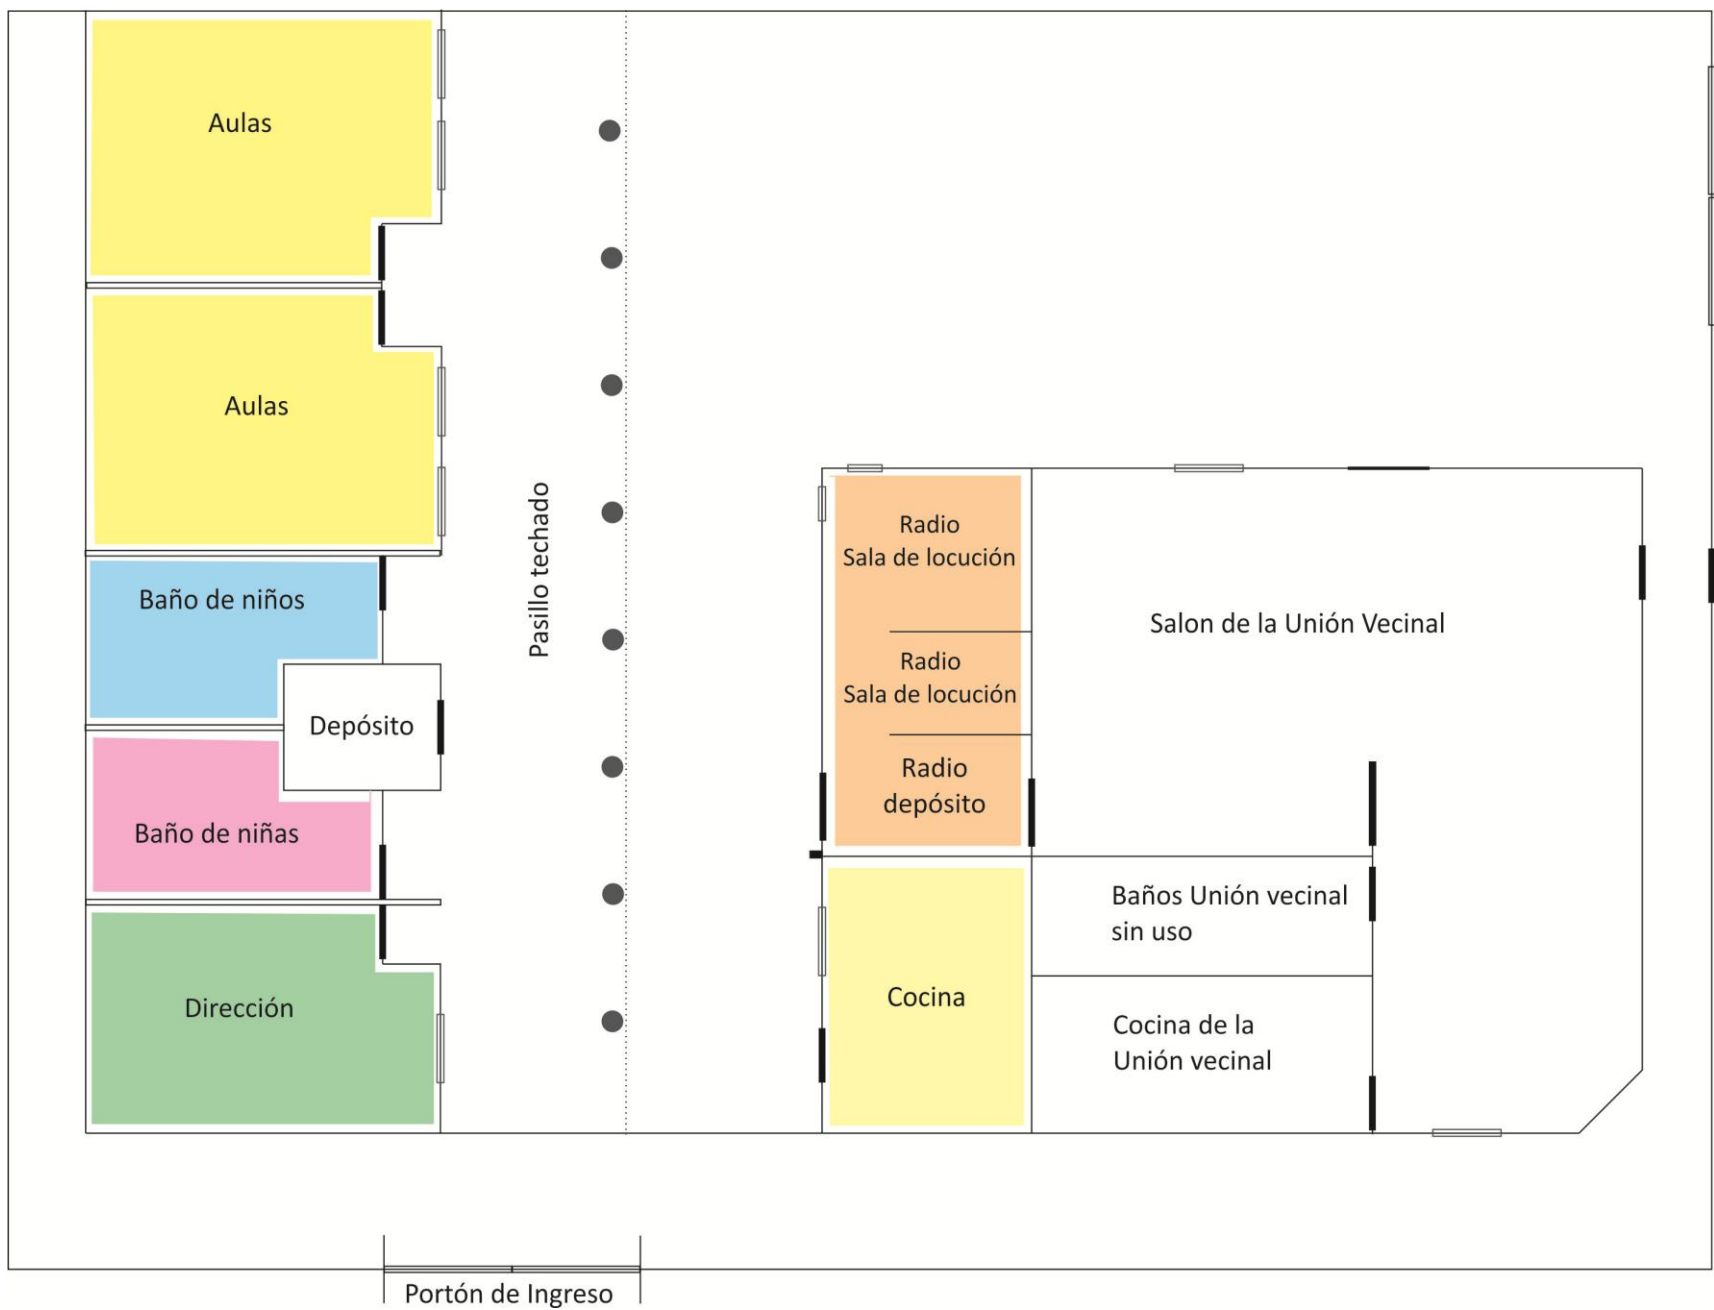 Aulas
Aulas
Baño de niños
Depósito
Baño de niñas
Dirección
Pasillo techado
Radio
Sala de locución
Radio
Sala de locución
Radio
depósito
Cocina
Salon de la Unión Vecinal
Baños Unión vecinal
sin uso
Cocina de la
Unión vecinal
Portón de Ingreso